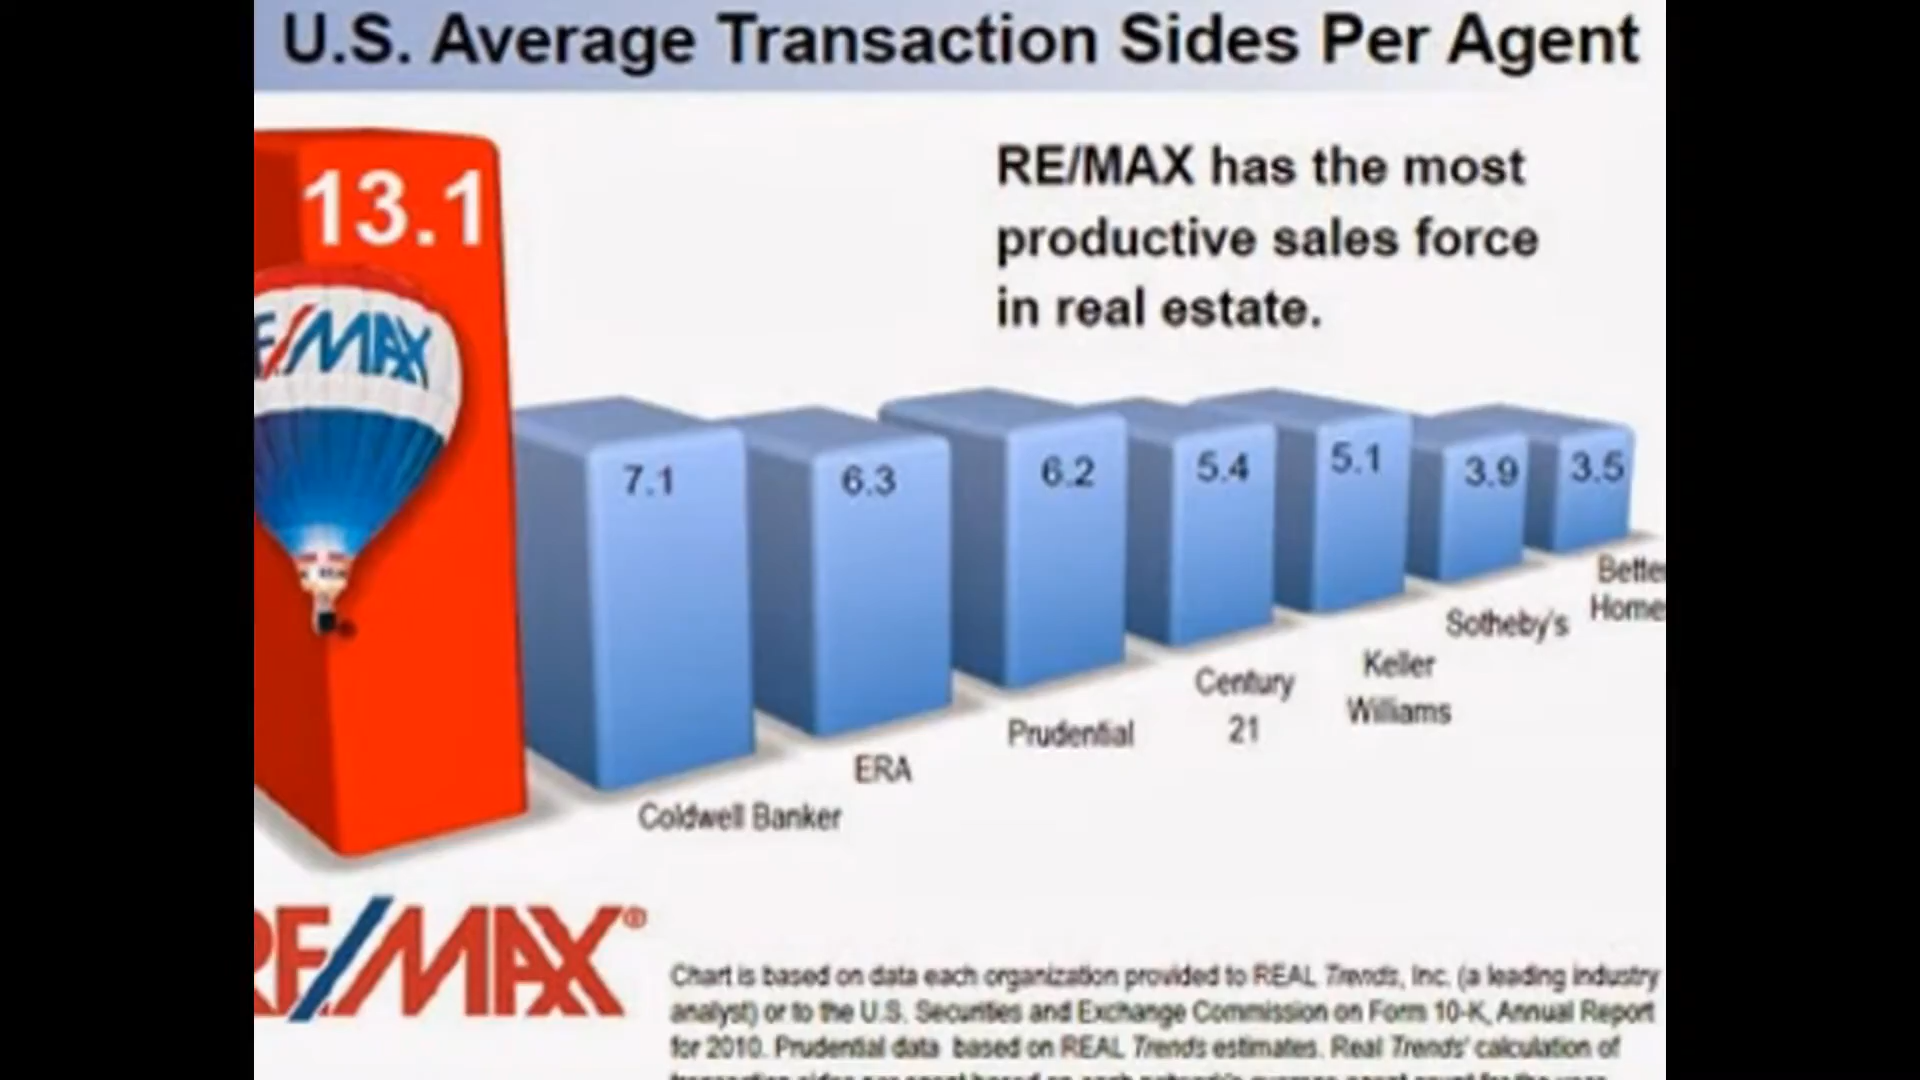 U.S. Average Transaction Sides Per Agent
RE/MAX has the most
productive sales force
in real estate.
13.1
E/MAX
7.1
6.3
6.2
5.4
5.1
3.9
3.5
Coldwell Banker
ERA
Prudential
Century
21
Keller
Williams
Sotheby's
Bette
Home
RE/MAX®
Chart is based on data each organization provided to REAL Trends, Inc. (a leading industry
analyst) or to the U.S. Securities and Exchange Commission on Form 10-K, Annual Report
for 2010. Prudential data based on REAL Trends estimates. Real Trends' calculation of